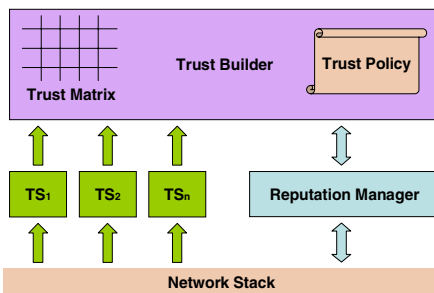 Trust Matrix
Trust Builder
Trust Policy
TS1
TS2
TSn
Reputation Manager
Network Stack